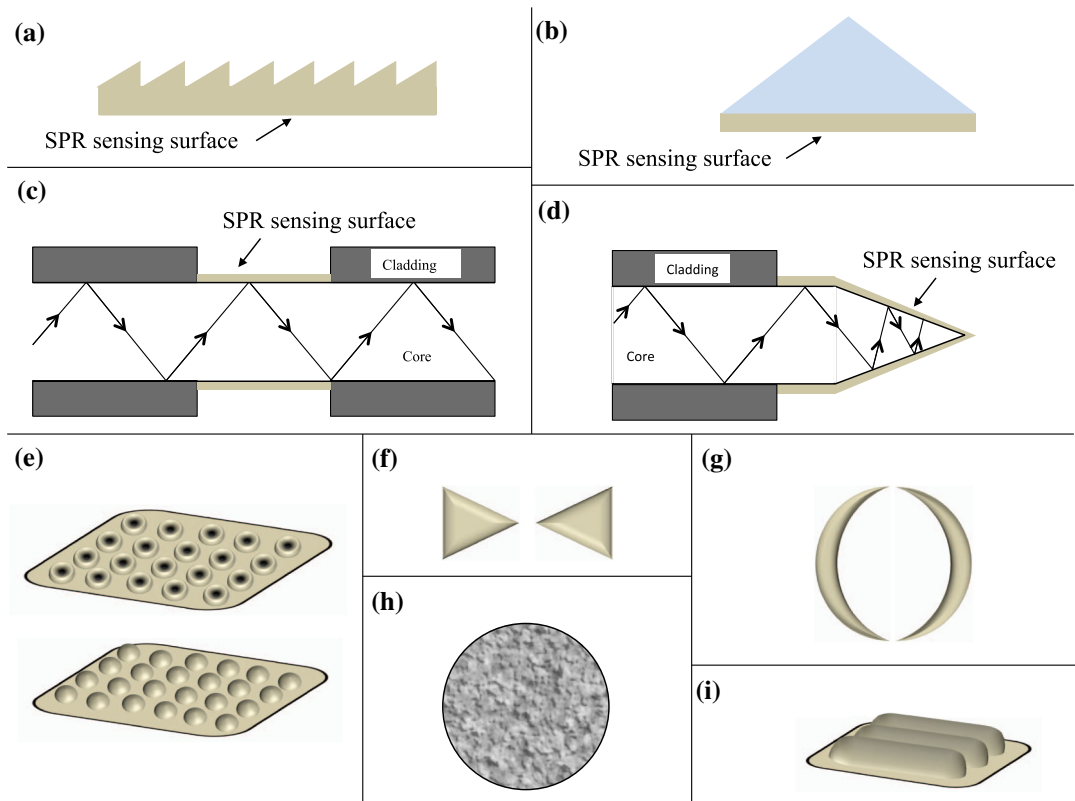 (a)
SPR sensing surface
(b)
SPR sensing surface
(c)
SPR sensing surface
Cladding
Core
(d)
Cladding
SPR sensing surface
Core
(e)
(f)
(g)
(h)
(i)